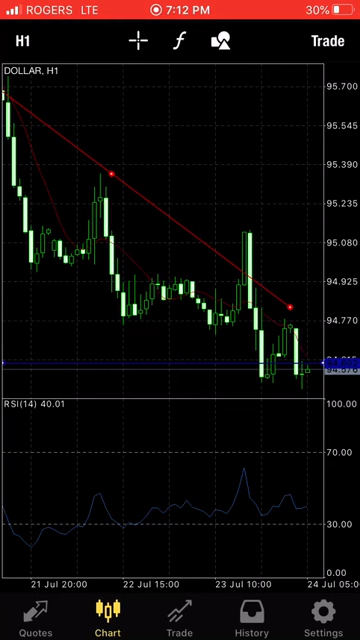 ROGERS LTE 7:12 PM 30%
H1 f Trade
DOLLAR, H1
95.700
95.545
95.390
95.235
95.080
94.925
94.770
94.576
RSI(14) 40.01
100.00
70.00
30.00
0.00
21 Jul 20:00 22 Jul 15:00 23 Jul 10:00 24 Jul 05:00
Quotes Chart Trade History Settings